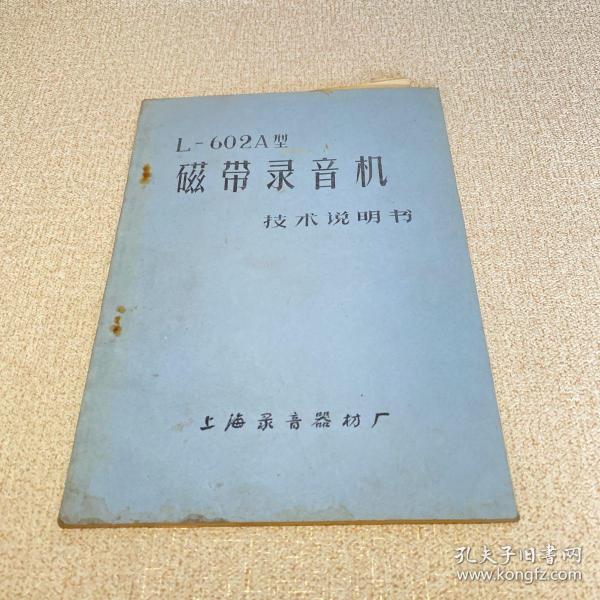 L-602A型
磁带录音机
技术说明书
上海录音器材厂
孔夫子旧书网
www.kongfz.com